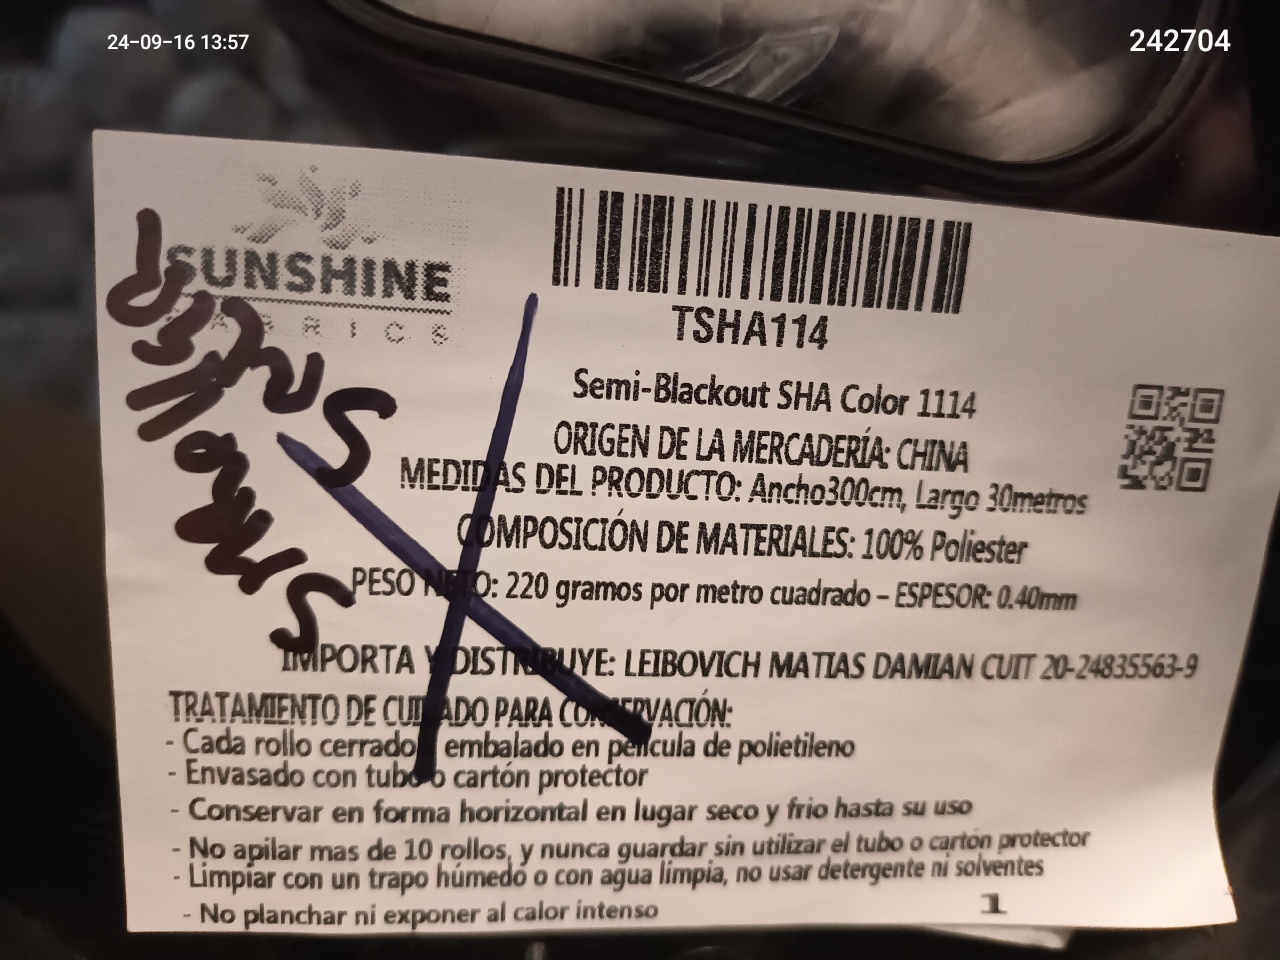 24-09-16 13:57
242704
SUNSHINE
FABRICS
TSHA114
Semi-Blackout SHA Color 1114
ORIGEN DE LA MERCADERÍA: CHINA
MEDIDAS DEL PRODUCTO: Ancho300cm, Largo 30metros
COMPOSICIÓN DE MATERIALES: 100% Poliester
PESO NETO: 220 gramos por metro cuadrado – ESPESOR: 0.40mm
IMPORTA Y DISTRIBUYE: LEIBOVICH MATIAS DAMIAN CUIT 20-24835563-9
TRATAMIENTO DE CUIDADO PARA CONSERVACIÓN:
- Cada rollo cerrado y embalado en película de polietileno
- Envasado con tubo o cartón protector
- Conservar en forma horizontal en lugar seco y frio hasta su uso
- No apilar mas de 10 rollos, y nunca guardar sin utilizar el tubo o cartón protector
- Limpiar con un trapo húmedo o con agua limpia, no usar detergente ni solventes
- No planchar ni exponer al calor intenso
1